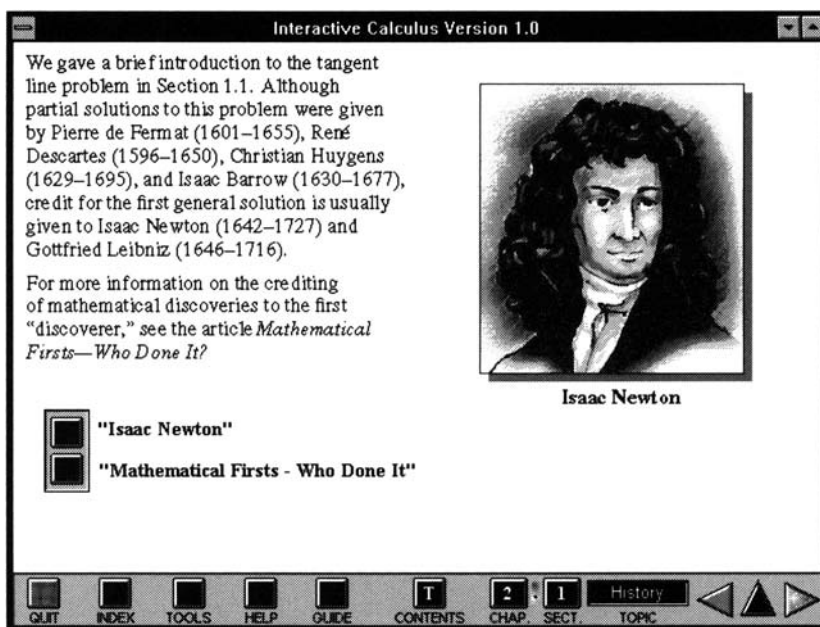 Interactive Calculus Version 1.0
We gave a brief introduction to the tangent
line problem in Section 1.1. Although
partial solutions to this problem were given
by Pierre de Fermat (1601–1655), René
Descartes (1596–1650), Christian Huygens
(1629–1695), and Isaac Barrow (1630–1677),
credit for the first general solution is usually
given to Isaac Newton (1642–1727) and
Gottfried Leibniz (1646–1716).
For more information on the crediting
of mathematical discoveries to the first
“discoverer,” see the article Mathematical
Firsts—Who Done It?
Isaac Newton
"Isaac Newton"
"Mathematical Firsts - Who Done It"
T 2 : 1 History
QUIT INDEX TOOLS HELP GUIDE CONTENTS CHAP. SECT. TOPIC